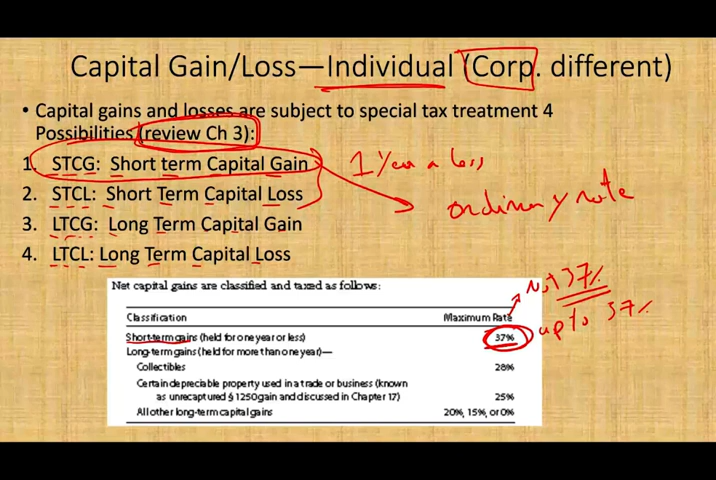 Capital Gain/Loss—Individual (Corp. different)
• Capital gains and losses are subject to special tax treatment 4
Possibilities (review Ch 3):
1. STCG: Short term Capital Gain
1 Year or less
2. STCL: Short Term Capital Loss
ordinary rate
3. LTCG: Long Term Capital Gain
4. LTCL: Long Term Capital Loss
Net capital gains are classified and taxed as follows:
Not 37%
Classification Maximum Rate
up to 37%
Short-term gains (held for one year or less) 37%
Long-term gains (held for more than one year)—
Collectibles 28%
Certain depreciable property used in a trade or business (known
as unrecaptured § 1250 gain and discussed in Chapter 17) 25%
All other long-term capital gains 20%, 15%, or 0%